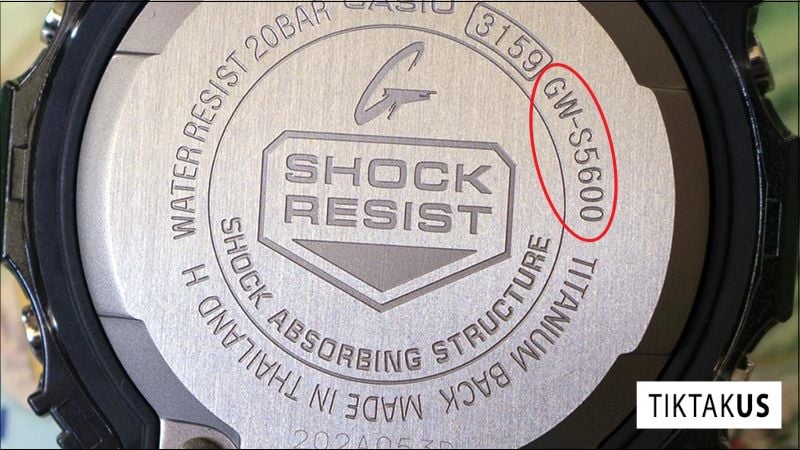 CASIO
3159
GW-S5600
TITANIUM BACK MADE IN THAILAND H WATER RESIST 20BAR
G
SHOCK
RESIST
SHOCK ABSORBING STRUCTURE
TIKTAKUS